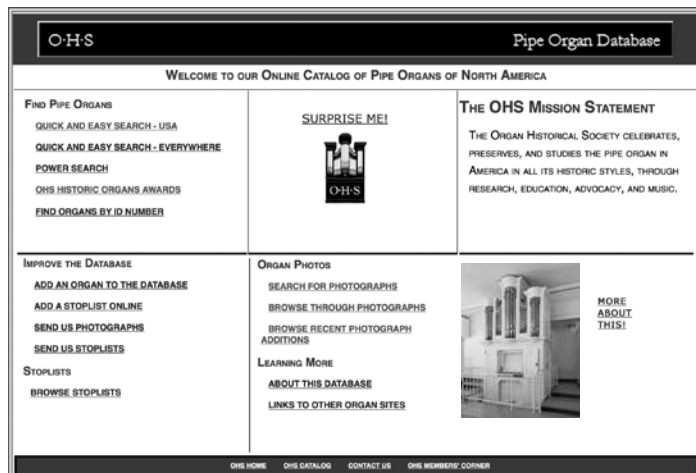 O·H·S
Pipe Organ Database
WELCOME TO OUR ONLINE CATALOG OF PIPE ORGANS OF NORTH AMERICA
FIND PIPE ORGANS
QUICK AND EASY SEARCH - USA
QUICK AND EASY SEARCH - EVERYWHERE
POWER SEARCH
OHS HISTORIC ORGANS AWARDS
FIND ORGANS BY ID NUMBER
SURPRISE ME!
O·H·S
THE OHS MISSION STATEMENT
THE ORGAN HISTORICAL SOCIETY CELEBRATES,
PRESERVES, AND STUDIES THE PIPE ORGAN IN
AMERICA IN ALL ITS HISTORIC STYLES, THROUGH
RESEARCH, EDUCATION, ADVOCACY, AND MUSIC.
IMPROVE THE DATABASE
ADD AN ORGAN TO THE DATABASE
ADD A STOPLIST ONLINE
SEND US PHOTOGRAPHS
SEND US STOPLISTS
STOPLISTS
BROWSE STOPLISTS
ORGAN PHOTOS
SEARCH FOR PHOTOGRAPHS
BROWSE THROUGH PHOTOGRAPHS
BROWSE RECENT PHOTOGRAPH
ADDITIONS
LEARNING MORE
ABOUT THIS DATABASE
LINKS TO OTHER ORGAN SITES
MORE
ABOUT
THIS!
OHS HOME OHS CATALOG CONTACT US OHS MEMBERS' CORNER